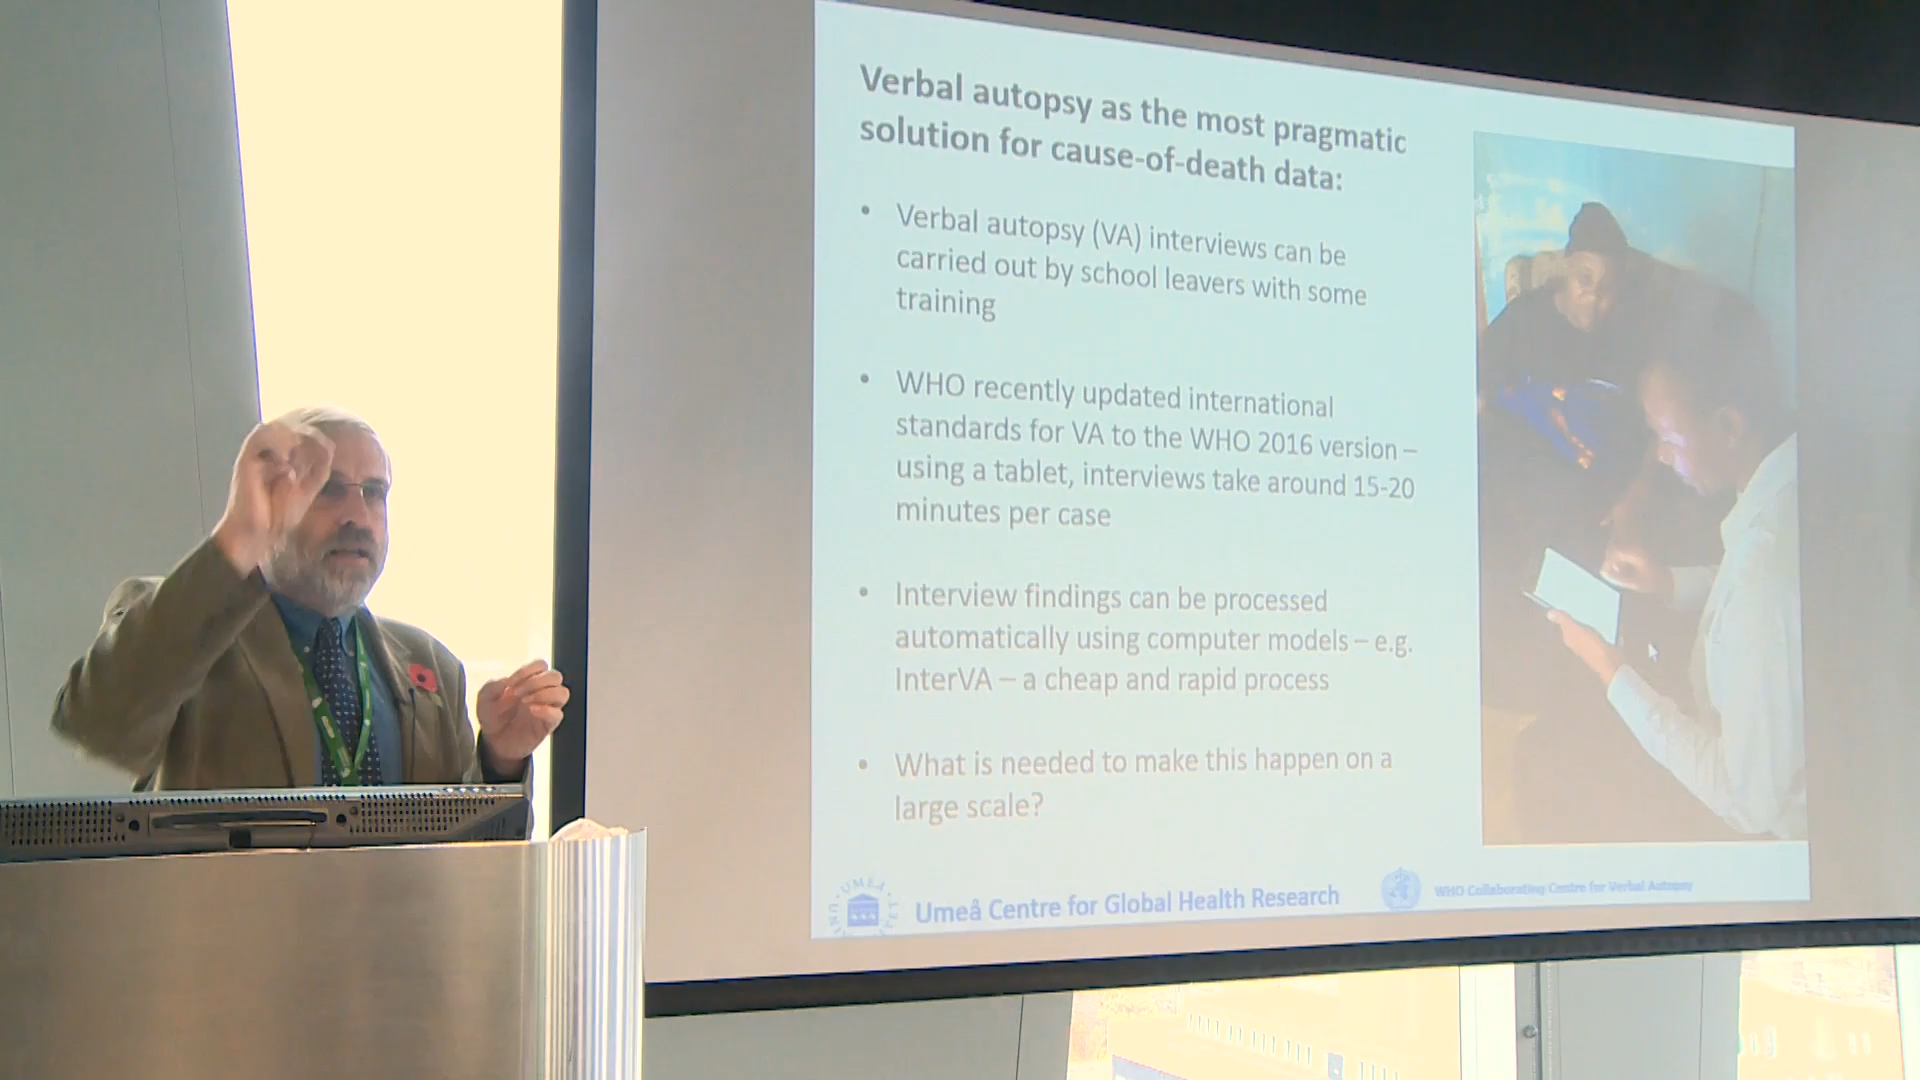 Verbal autopsy as the most pragmatic
solution for cause-of-death data:
• Verbal autopsy (VA) interviews can be
carried out by school leavers with some
training
• WHO recently updated international
standards for VA to the WHO 2016 version –
using a tablet, interviews take around 15-20
minutes per case
• Interview findings can be processed
automatically using computer models – e.g.
InterVA – a cheap and rapid process
• What is needed to make this happen on a
large scale?
UMEÅ
Umeå Centre for Global Health Research
WHO Collaborating Centre for Verbal Autopsy